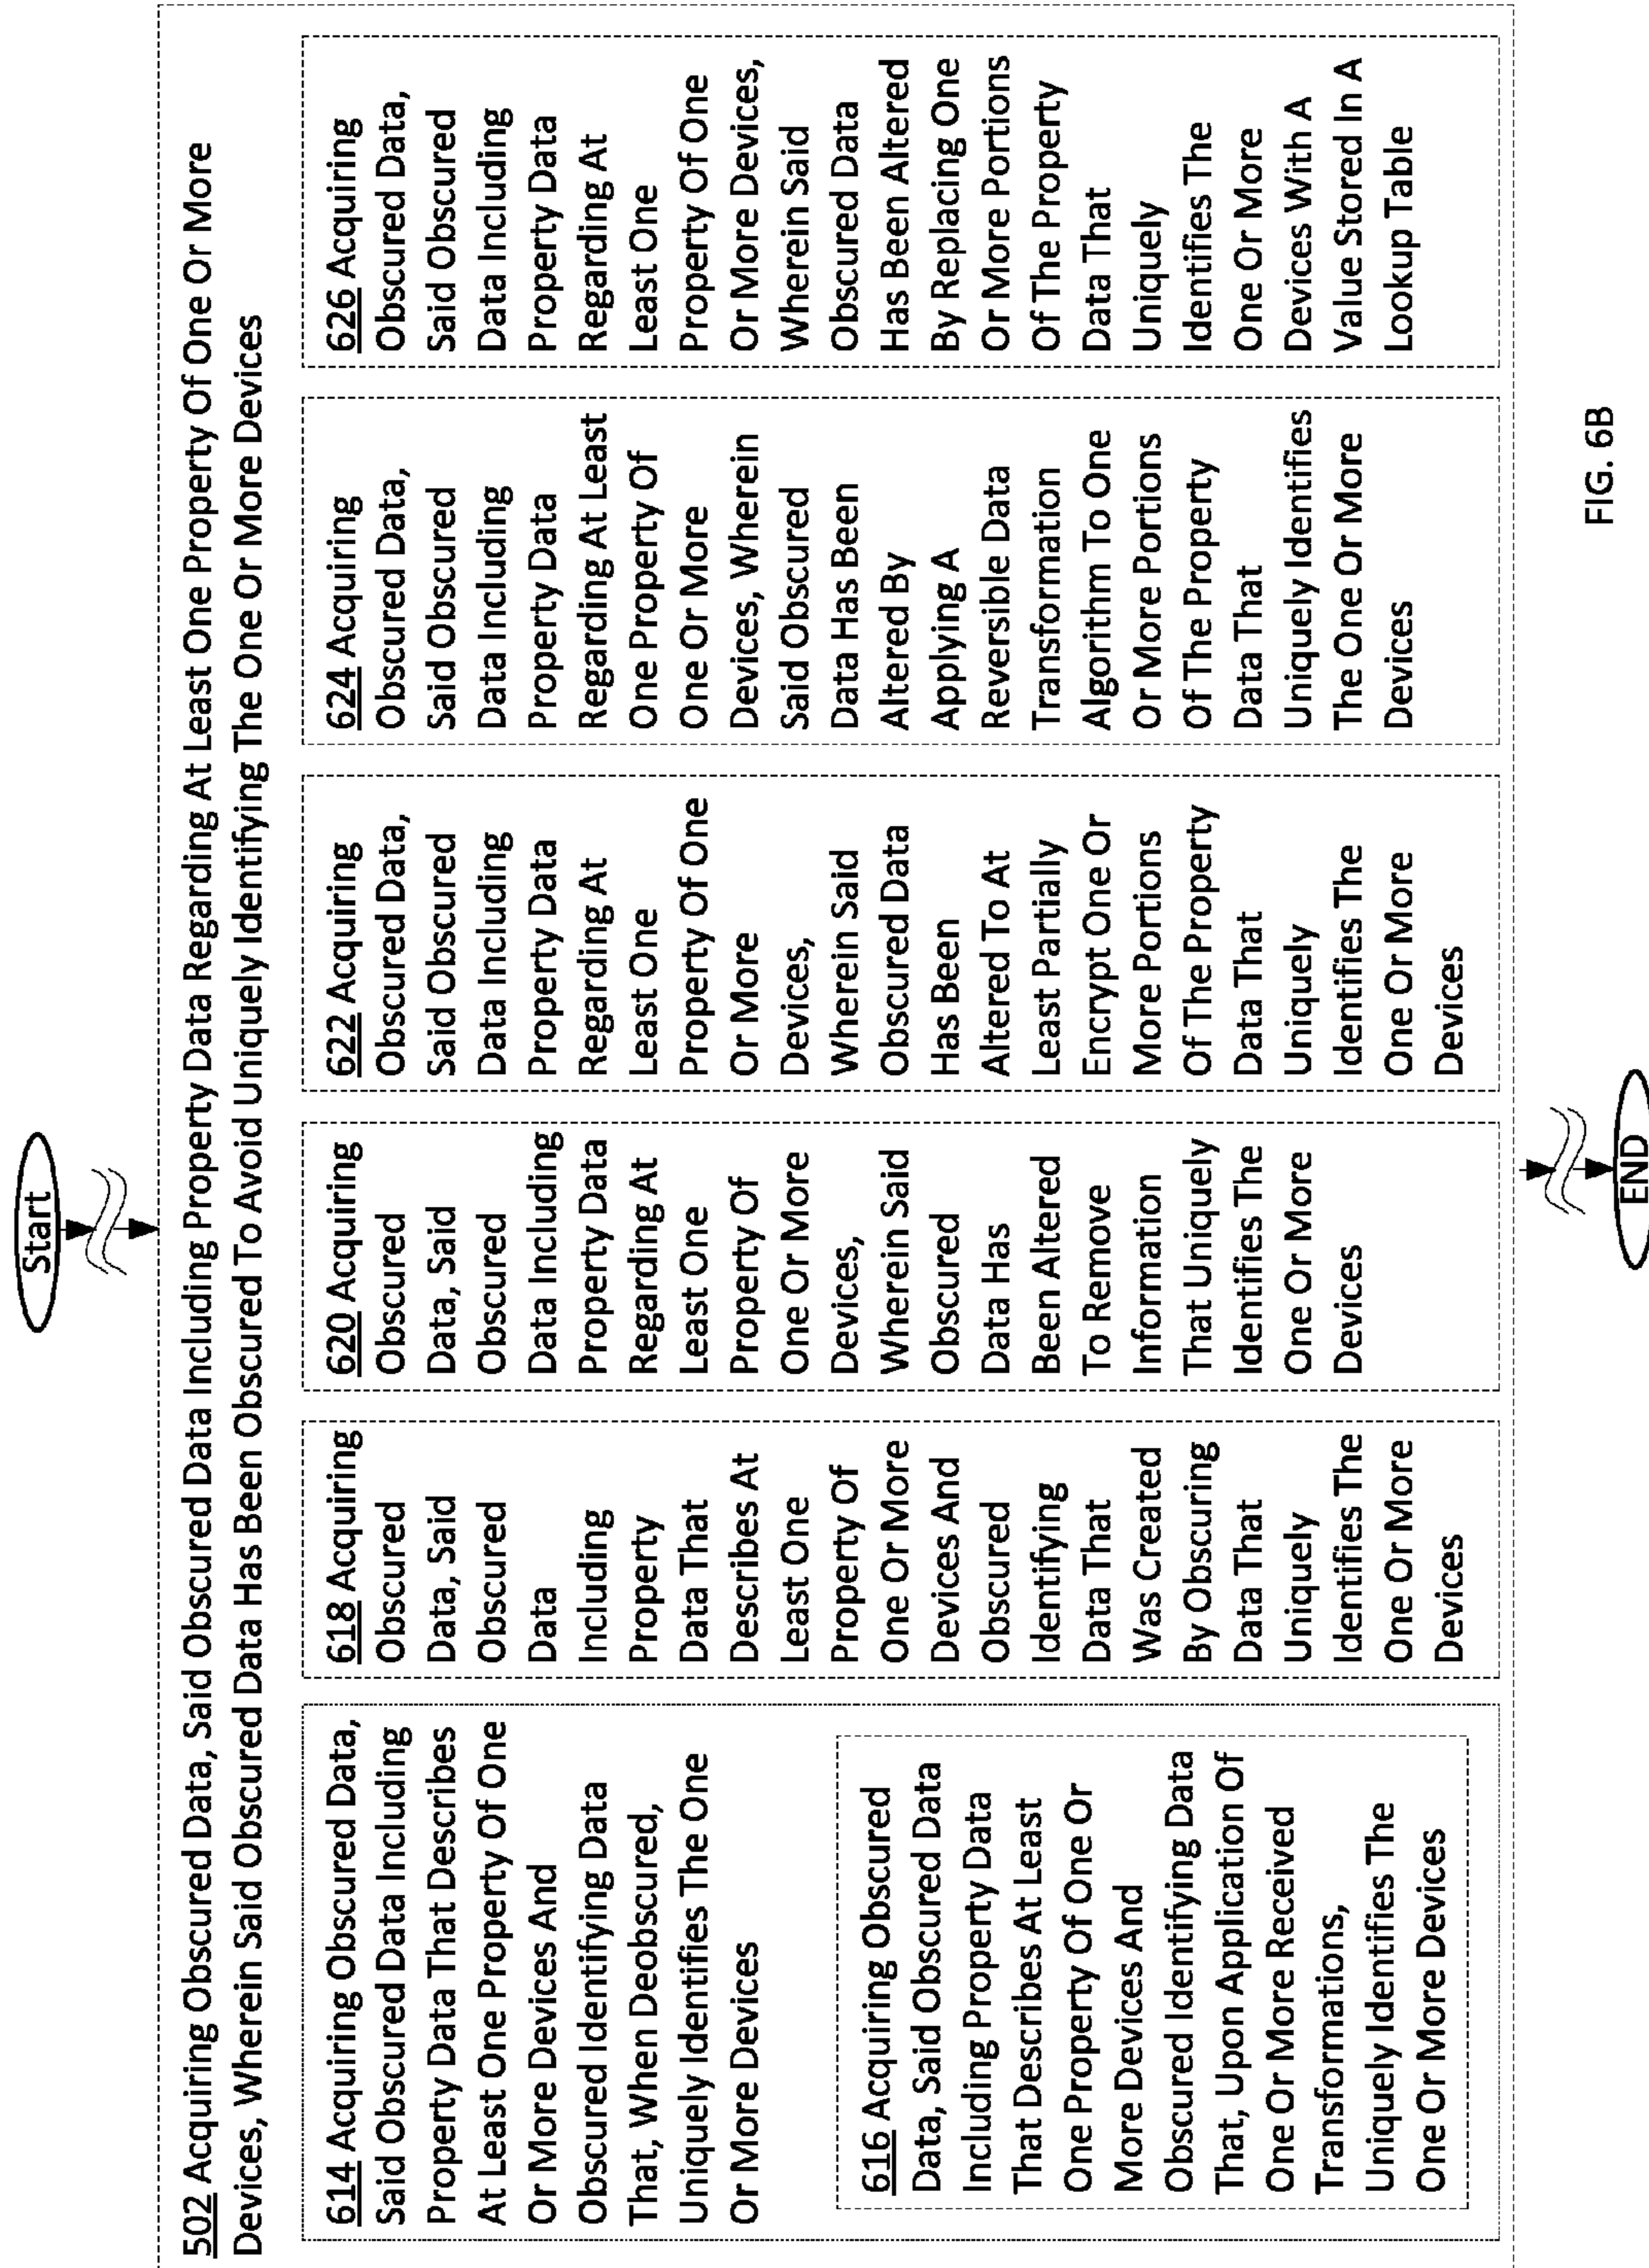 Start
502 Acquiring Obscured Data, Said Obscured Data Including Property Data Regarding At Least One Property Of One Or More
Devices, Wherein Said Obscured Data Has Been Obscured To Avoid Uniquely Identifying The One Or More Devices
614 Acquiring Obscured Data,
Said Obscured Data Including
Property Data That Describes
At Least One Property Of One
Or More Devices And
Obscured Identifying Data
That, When Deobscured,
Uniquely Identifies The One
Or More Devices
616 Acquiring Obscured
Data, Said Obscured Data
Including Property Data
That Describes At Least
One Property Of One Or
More Devices And
Obscured Identifying Data
That, Upon Application Of
One Or More Received
Transformations,
Uniquely Identifies The
One Or More Devices
618 Acquiring
Obscured
Data, Said
Obscured
Data
Including
Property
Data That
Describes At
Least One
Property Of
One Or More
Devices And
Obscured
Identifying
Data That
Was Created
By Obscuring
Data That
Uniquely
Identifies The
One Or More
Devices
620 Acquiring
Obscured
Data, Said
Obscured
Data Including
Property Data
Regarding At
Least One
Property Of
One Or More
Devices,
Wherein Said
Obscured
Data Has
Been Altered
To Remove
Information
That Uniquely
Identifies The
One Or More
Devices
622 Acquiring
Obscured Data,
Said Obscured
Data Including
Property Data
Regarding At
Least One
Property Of One
Or More
Devices,
Wherein Said
Obscured Data
Has Been
Altered To At
Least Partially
Encrypt One Or
More Portions
Of The Property
Data That
Uniquely
Identifies The
One Or More
Devices
624 Acquiring
Obscured Data,
Said Obscured
Data Including
Property Data
Regarding At Least
One Property Of
One Or More
Devices, Wherein
Said Obscured
Data Has Been
Altered By
Applying A
Reversible Data
Transformation
Algorithm To One
Or More Portions
Of The Property
Data That
Uniquely Identifies
The One Or More
Devices
626 Acquiring
Obscured Data,
Said Obscured
Data Including
Property Data
Regarding At
Least One
Property Of One
Or More Devices,
Wherein Said
Obscured Data
Has Been Altered
By Replacing One
Or More Portions
Of The Property
Data That
Uniquely
Identifies The
One Or More
Devices With A
Value Stored In A
Lookup Table
END
FIG. 6B